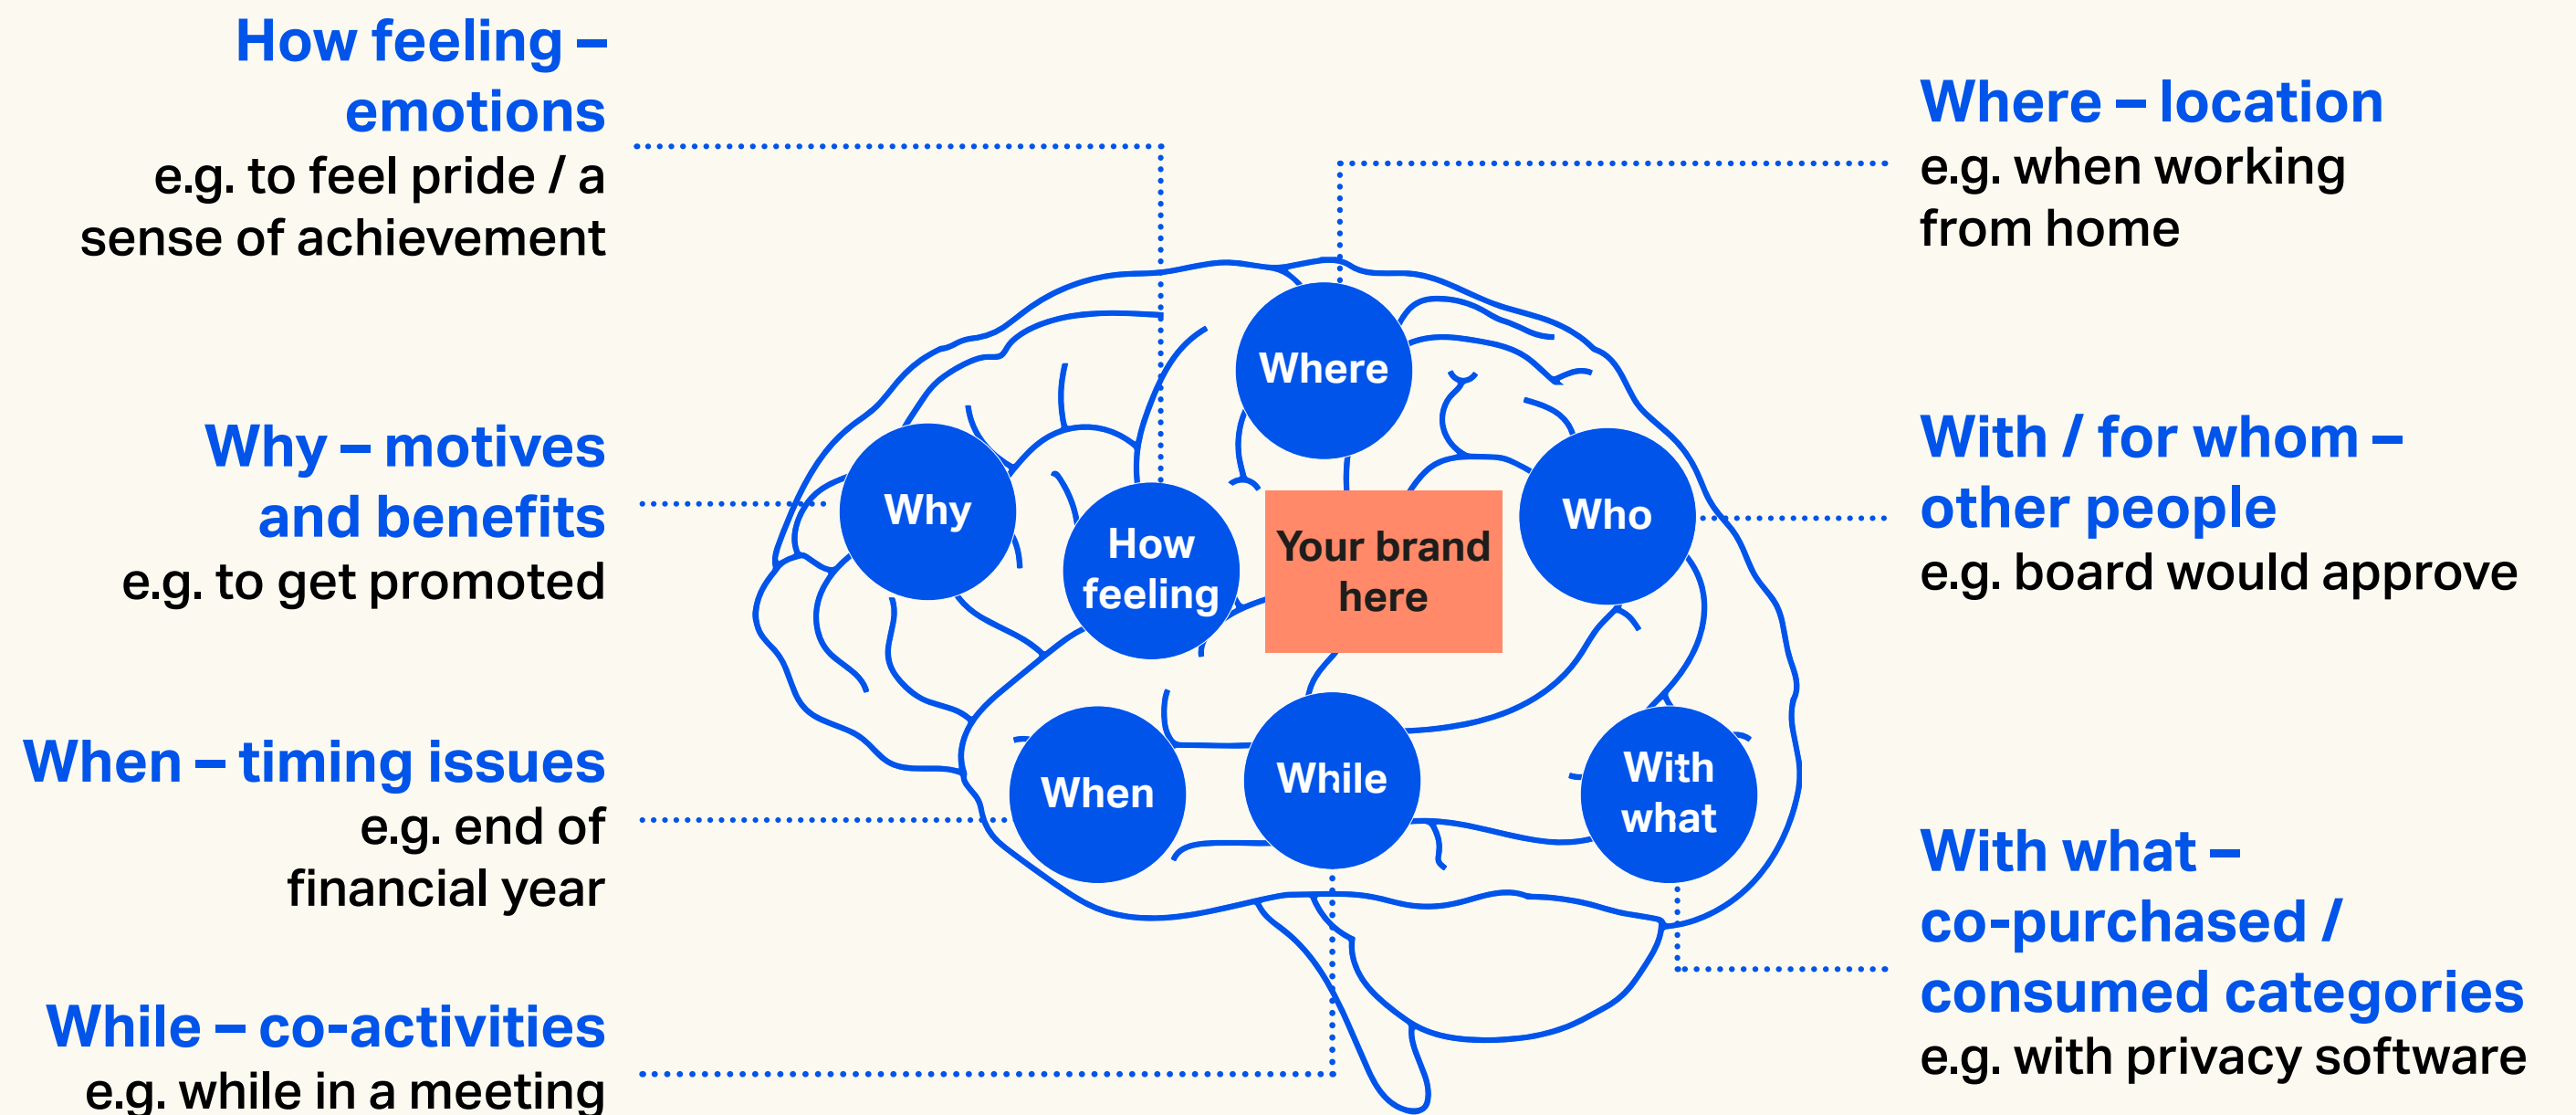 How feeling –
emotions
e.g. to feel pride / a
sense of achievement
Why – motives
and benefits
e.g. to get promoted
When – timing issues
e.g. end of
financial year
While – co-activities
e.g. while in a meeting
Where
Why
How
feeling
Your brand
here
Who
When
While
With
what
Where – location
e.g. when working
from home
With / for whom –
other people
e.g. board would approve
With what –
co-purchased /
consumed categories
e.g. with privacy software